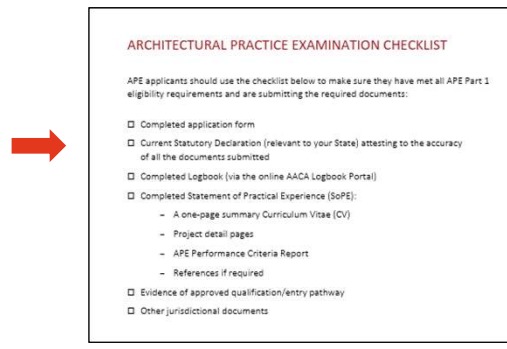 ARCHITECTURAL PRACTICE EXAMINATION CHECKLIST
APE applicants should use the checklist below to make sure they have met all APE Part 1
eligibility requirements and are submitting the required documents:
☐ Completed application form
☐ Current Statutory Declaration (relevant to your State) attesting to the accuracy
of all the documents submitted
☐ Completed Logbook (via the online AACA Logbook Portal)
☐ Completed Statement of Practical Experience (SoPE):
– A one-page summary Curriculum Vitae (CV)
– Project detail pages
– APE Performance Criteria Report
– References if required
☐ Evidence of approved qualification/entry pathway
☐ Other jurisdictional documents